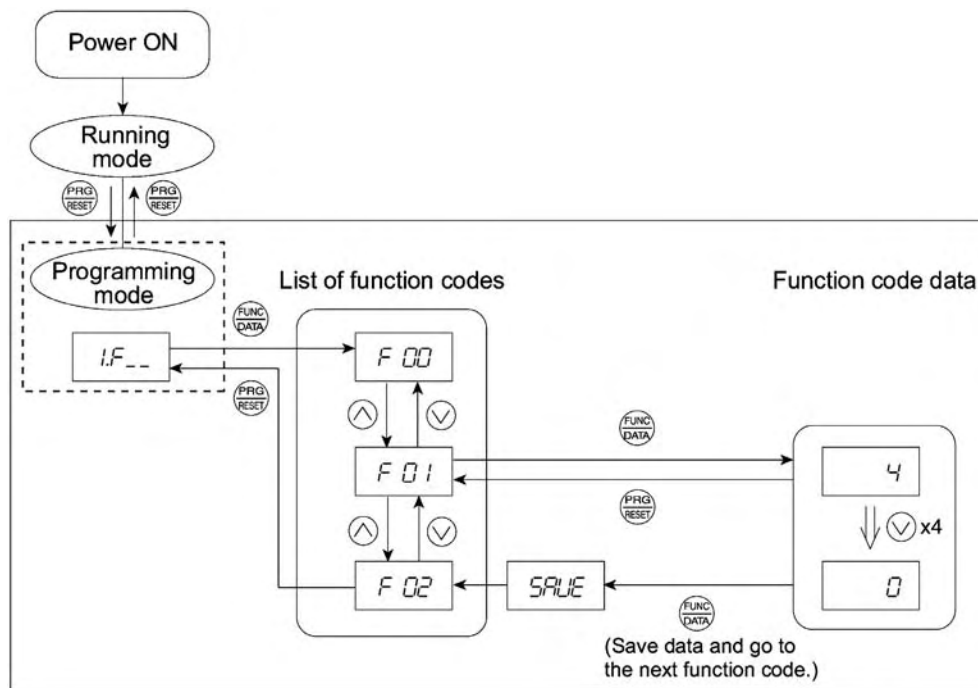 Power ON
Running
mode
PRG
RESET
PRG
RESET
Programming
mode
1.F__
FUNC
DATA
PRG
RESET
List of function codes
F 00
F 01
F 02
FUNC
DATA
PRG
RESET
SAVE
FUNC
DATA
(Save data and go to
the next function code.)
Function code data
4
x4
0